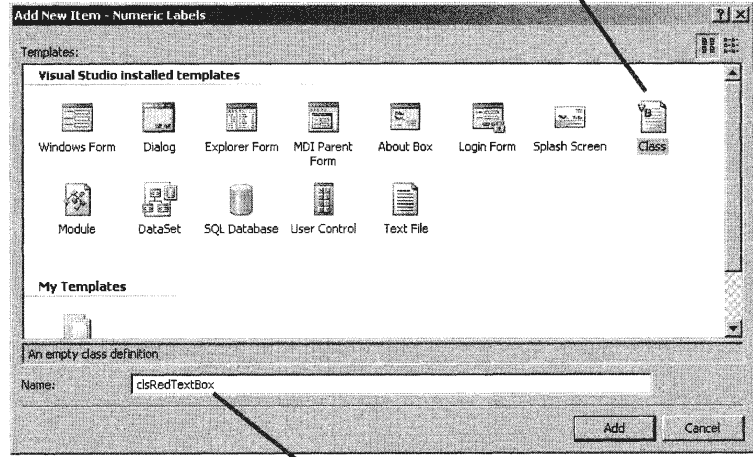 Add New Item - Numeric Labels
Templates:
Visual Studio installed templates
Windows Form
Dialog
Explorer Form
MDI Parent Form
About Box
Login Form
Splash Screen
Class
Module
DataSet
SQL Database
User Control
Text File
My Templates
An empty class definition
Name:
clsRedTextBox
Add
Cancel